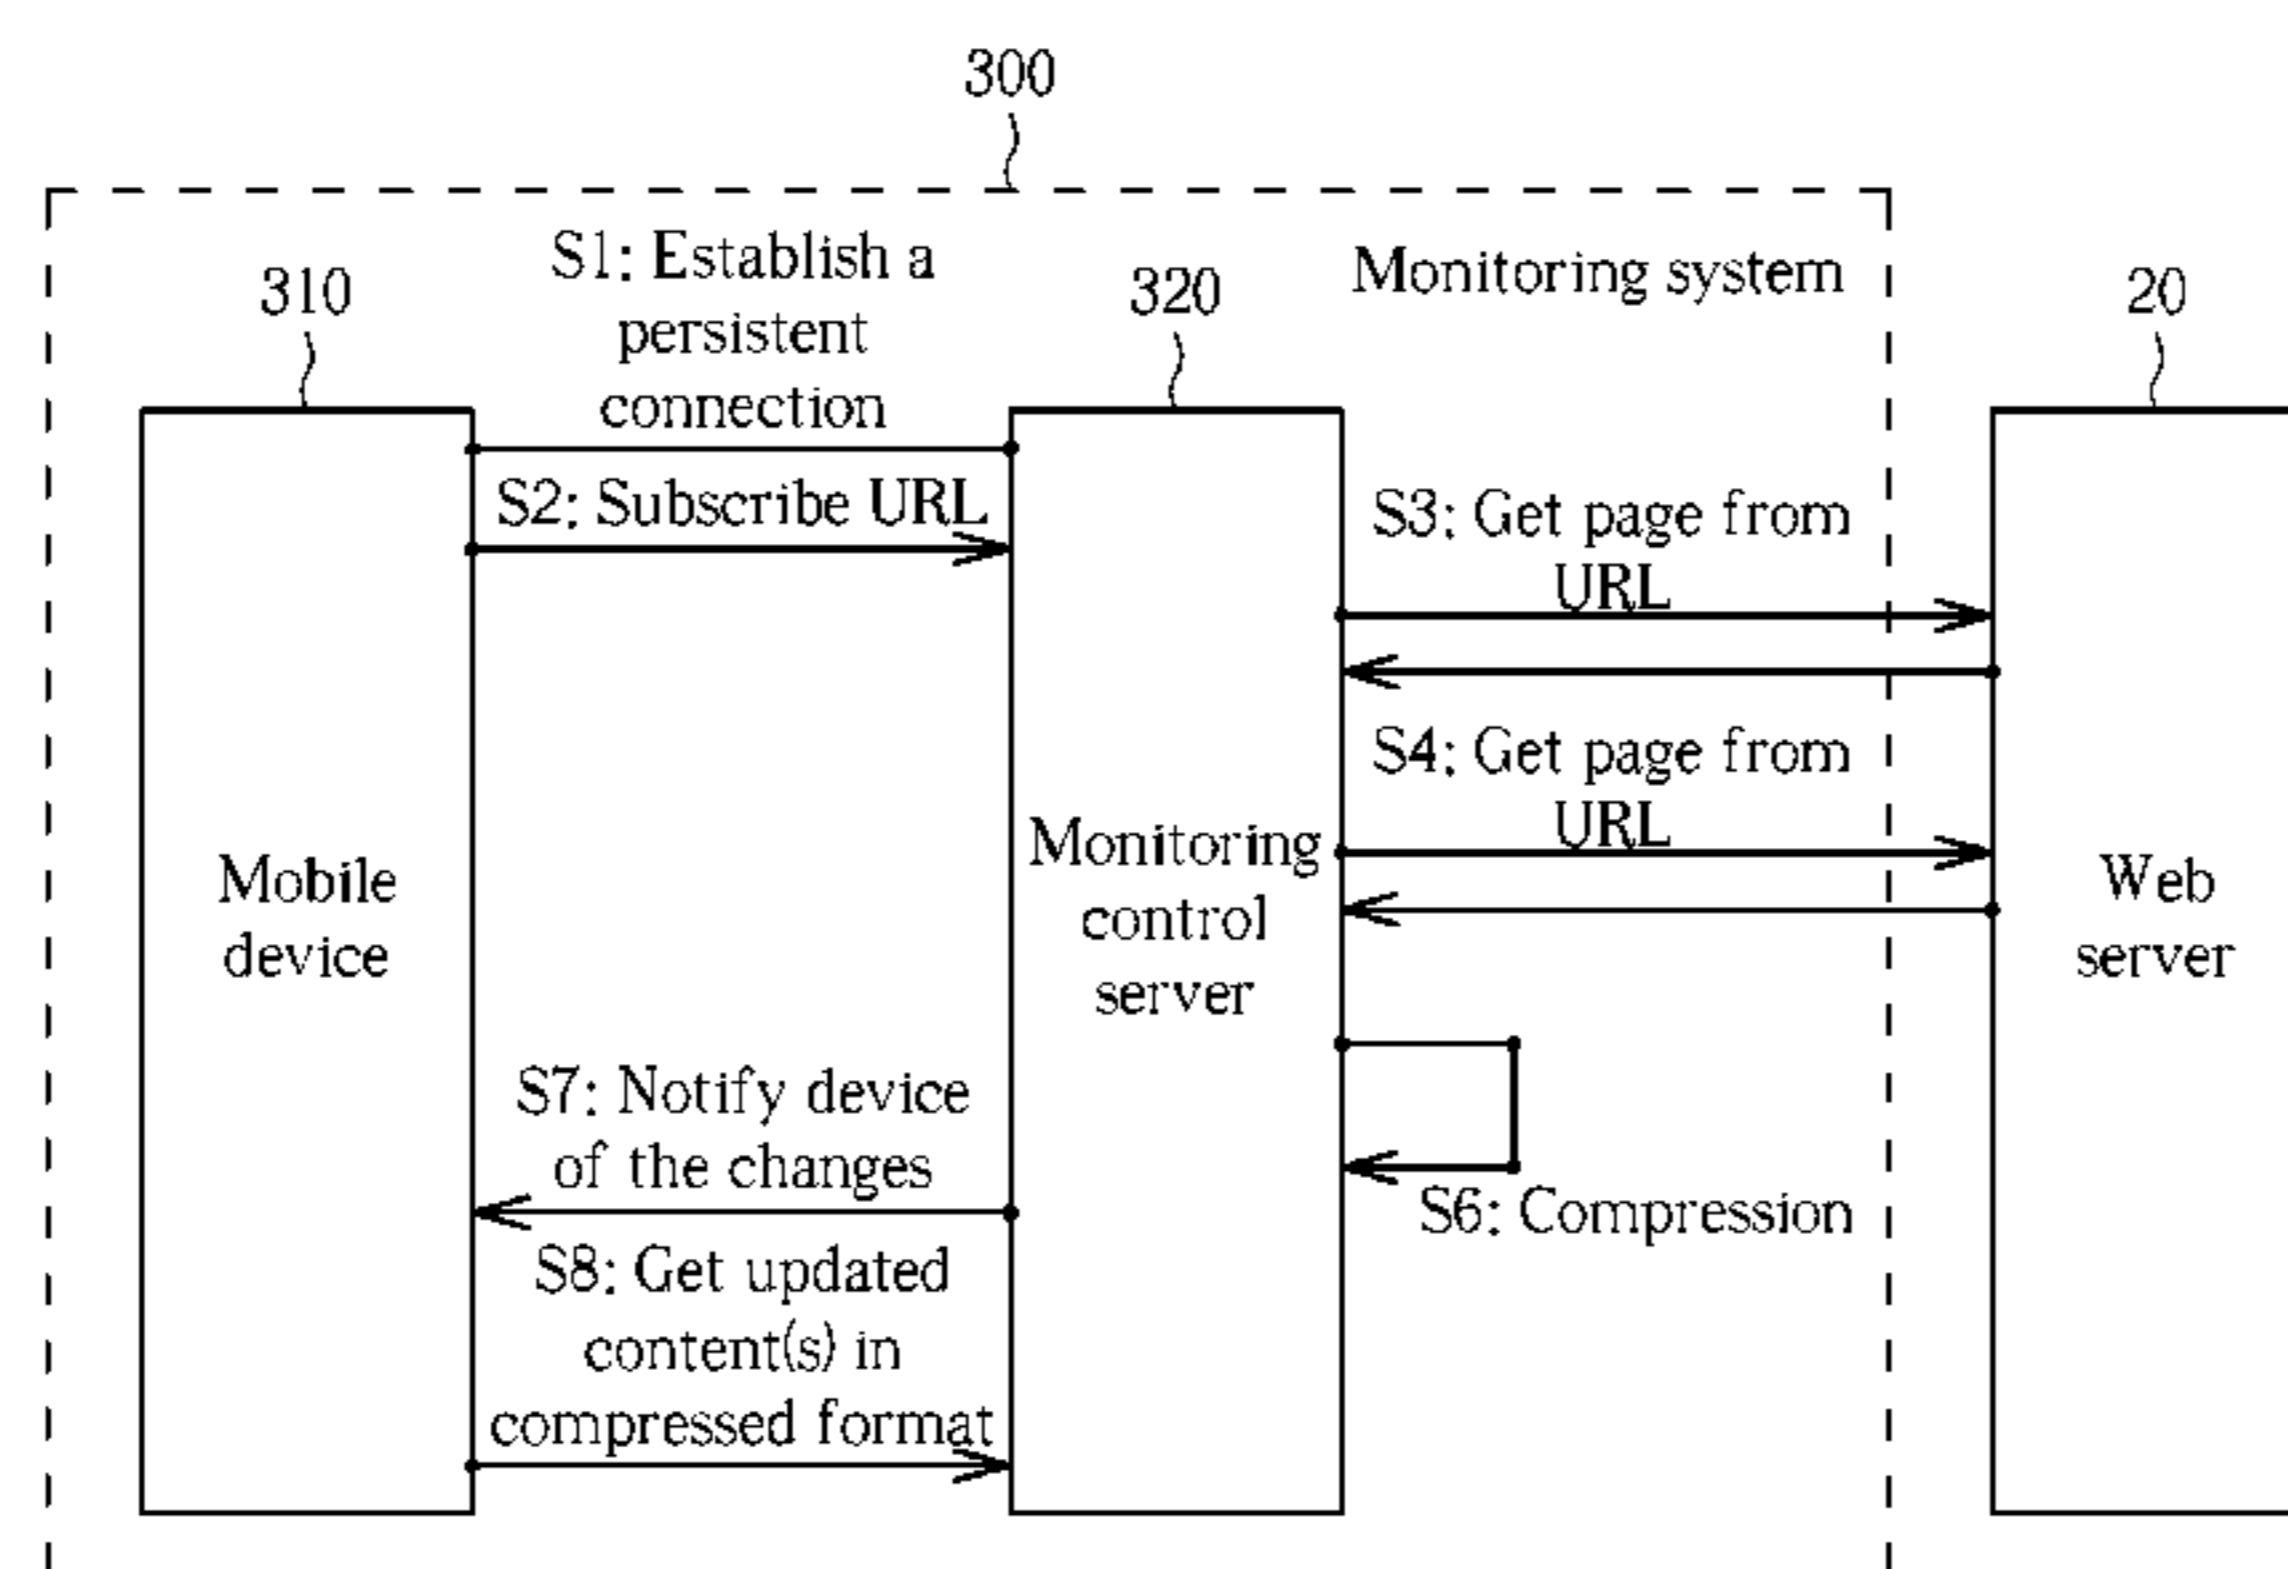 300
S1: Establish a
persistent
connection
Monitoring system
310
320
20
S2: Subscribe URL
S3: Get page from
URL
S4: Get page from
URL
Mobile
device
Monitoring
control
server
Web
server
S7: Notify device
of the changes
S6: Compression
S8: Get updated
content(s) in
compressed format